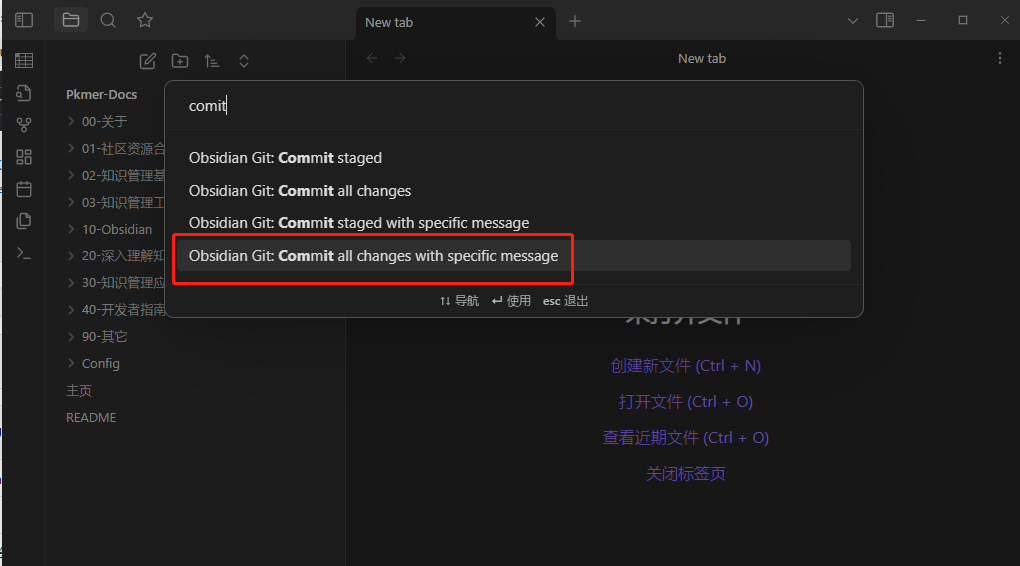 New tab
New tab
Pkmer-Docs
00-关于
01-社区资源合
02-知识管理基
03-知识管理工
10-Obsidian
20-深入理解知
30-知识管理应
40-开发者指南
90-其它
Config
主页
README
comit
Obsidian Git: Commit staged
Obsidian Git: Commit all changes
Obsidian Git: Commit staged with specific message
Obsidian Git: Commit all changes with specific message
↑↓ 导航 ↵ 使用 esc 退出
创建新文件 (Ctrl + N)
打开文件 (Ctrl + O)
查看近期文件 (Ctrl + O)
关闭标签页